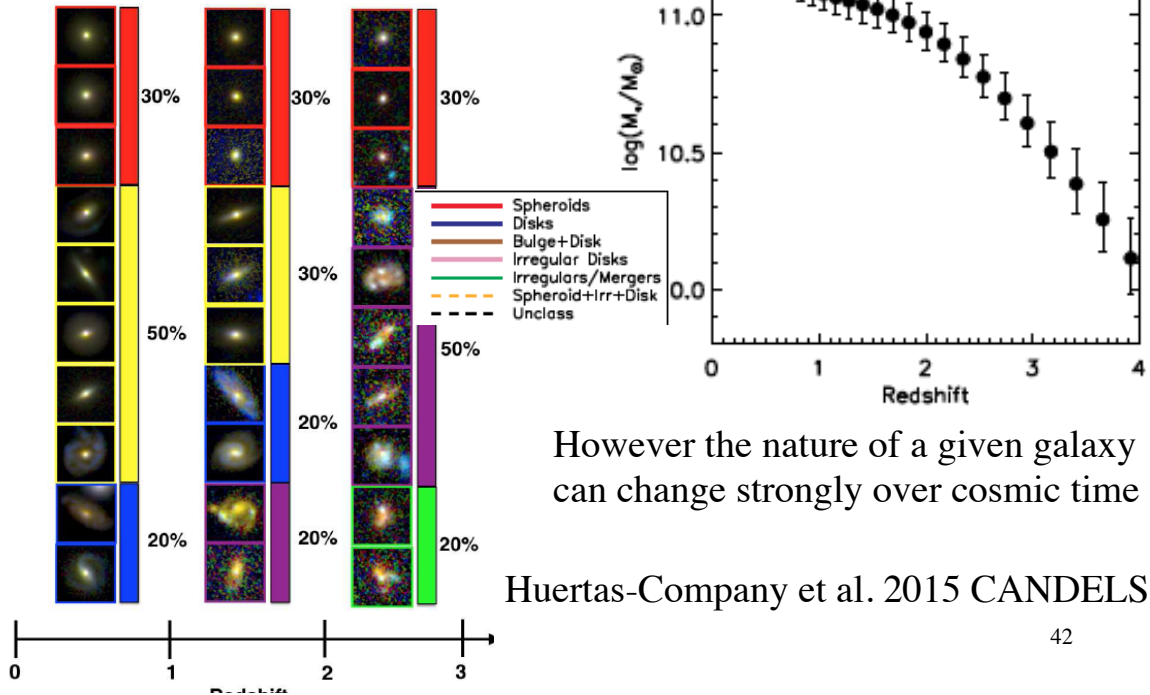 30%
50%
20%
30%
30%
20%
20%
30%
50%
20%
0
1
2
3
Spheroids
Disks
Bulge+Disk
Irregular Disks
Irregulars/Mergers
Spheroid+Irr+Disk
Unclass
log(M*/M⊙)
11.0
10.5
0.0
0 1 2 3 4
Redshift
However the nature of a given galaxy
can change strongly over cosmic time
Huertas-Company et al. 2015 CANDELS
42